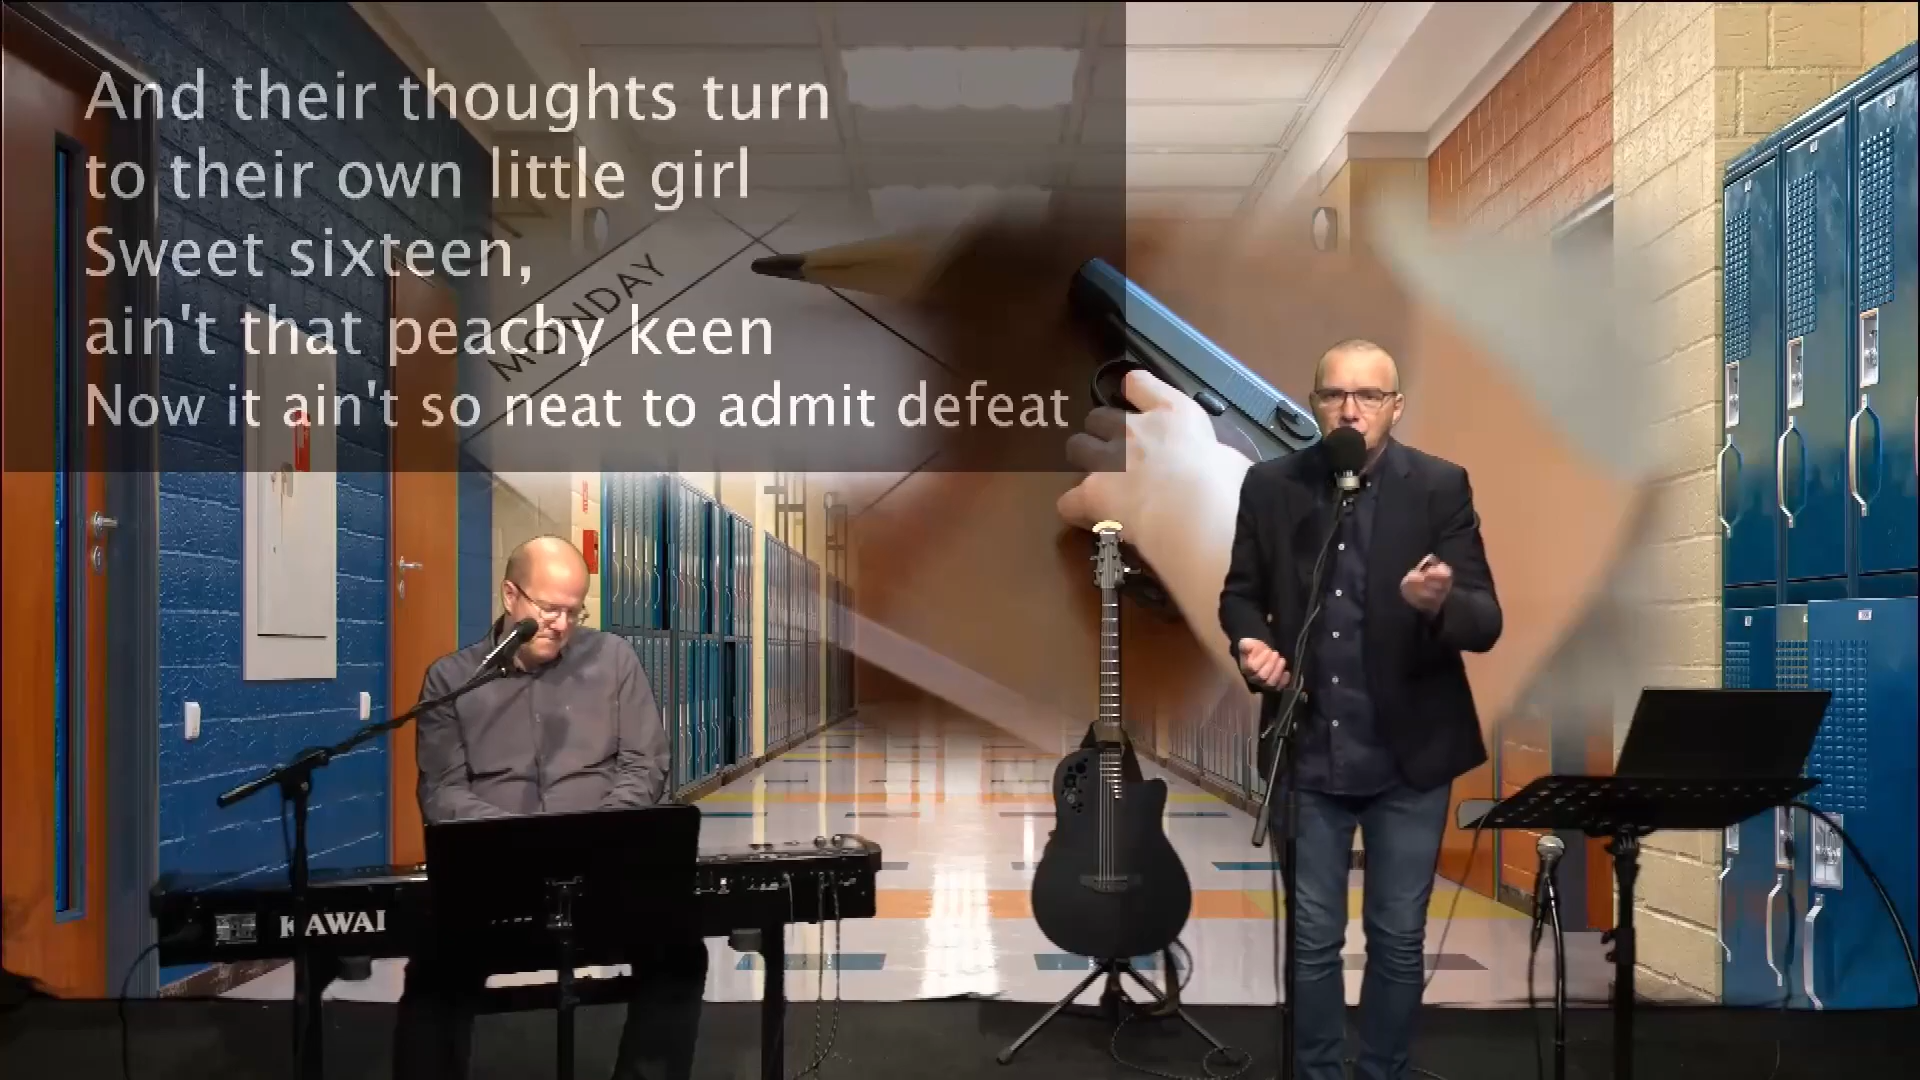 And their thoughts turn
to their own little girl
Sweet sixteen,
ain't that peachy keen
Now it ain't so neat to admit defeat
MONDAY
KAWAI